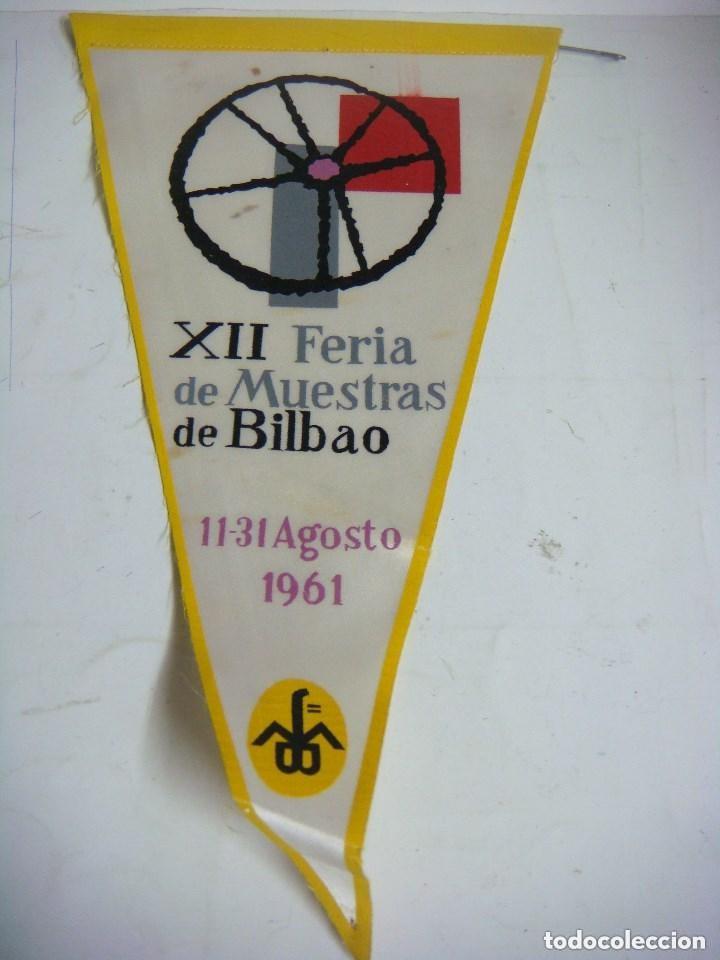 XII Feria
de Muestras
de Bilbao
11-31 Agosto
1961
todocoleccion